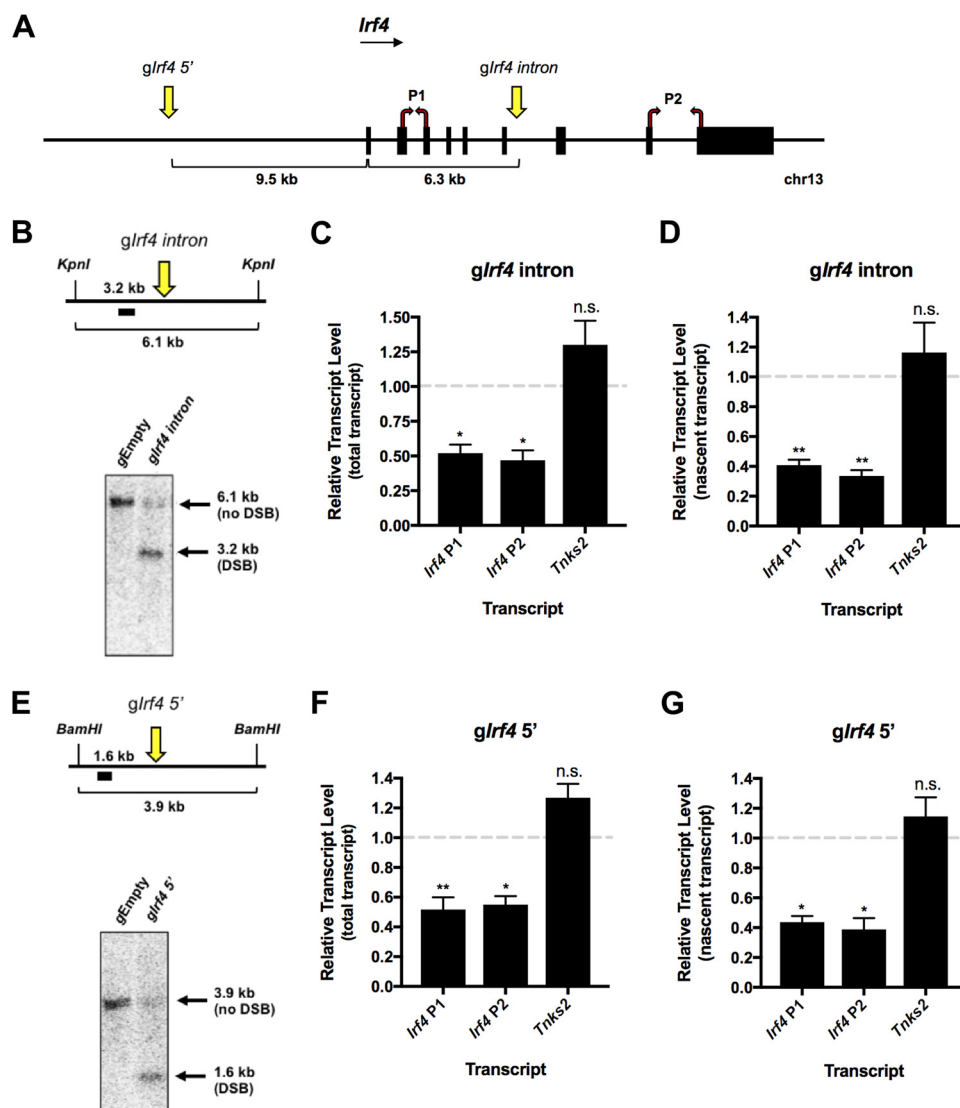 A
Irf4
gIrf4 5'
gIrf4 intron
P1
P2
9.5 kb
6.3 kb
chr13
B
gIrf4 intron
KpnI
KpnI
3.2 kb
6.1 kb
gEmpty
gIrf4 intron
6.1 kb
(no DSB)
3.2 kb
(DSB)
C
gIrf4 intron
Relative Transcript Level
(total transcript)
1.50
1.25
1.00
0.75
0.50
0.25
0.00
*
*
n.s.
Irf4 P1
Irf4 P2
Tnks2
Transcript
D
gIrf4 intron
Relative Transcript Level
(nascent transcript)
1.4
1.2
1.0
0.8
0.6
0.4
0.2
0.0
**
**
n.s.
Irf4 P1
Irf4 P2
Tnks2
Transcript
E
gIrf4 5'
BamHI
BamHI
1.6 kb
3.9 kb
gEmpty
gIrf4 5'
3.9 kb
(no DSB)
1.6 kb
(DSB)
F
gIrf4 5'
Relative Transcript Level
(total transcript)
1.4
1.2
1.0
0.8
0.6
0.4
0.2
0.0
**
*
n.s.
Irf4 P1
Irf4 P2
Tnks2
Transcript
G
gIrf4 5'
Relative Transcript Level
(nascent transcript)
1.4
1.2
1.0
0.8
0.6
0.4
0.2
0.0
*
*
n.s.
Irf4 P1
Irf4 P2
Tnks2
Transcript